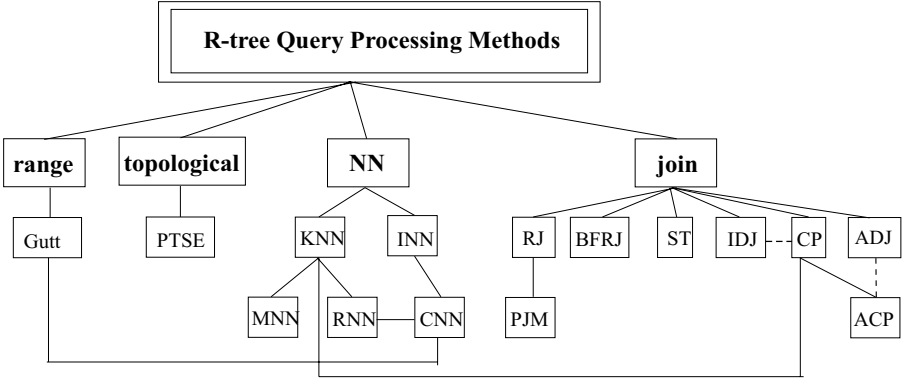 R-tree Query Processing Methods
range
topological
NN
join
Gutt
PTSE
KNN
INN
RJ
BFRJ
ST
IDJ
CP
ADJ
MNN
RNN
CNN
PJM
ACP